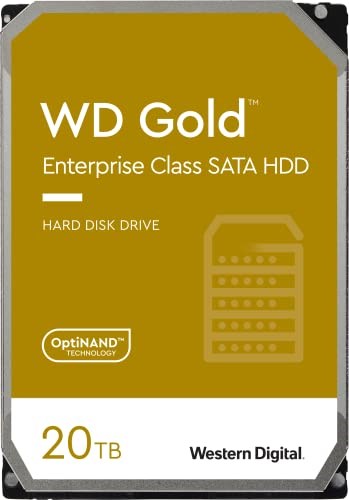 WD Gold™
Enterprise Class SATA HDD
HARD DISK DRIVE
OptiNAND™
TECHNOLOGY
20TB
Western Digital.